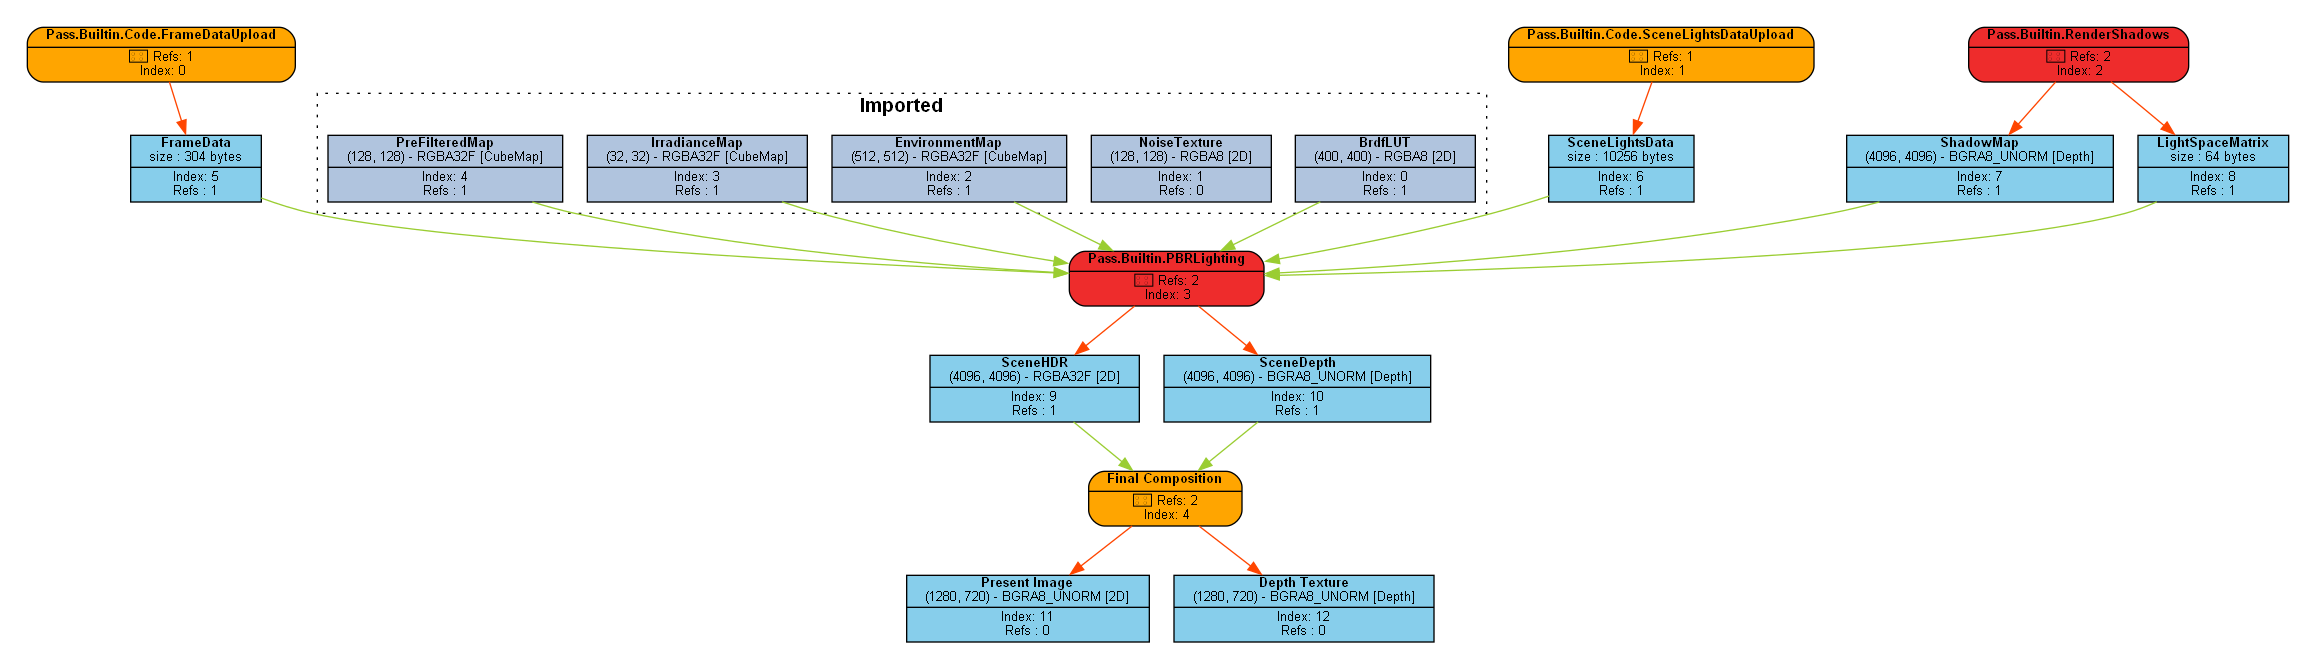 Pass.Builtin.Code.FrameDataUpload
Refs: 1
Index: 0
Pass.Builtin.Code.SceneLightsDataUpload
Refs: 1
Index: 1
Pass.Builtin.RenderShadows
Refs: 2
Index: 2
Imported
FrameData
size : 304 bytes
Index: 5
Refs : 1
PreFilteredMap
(128, 128) - RGBA32F [CubeMap]
Index: 4
Refs : 1
IrradianceMap
(32, 32) - RGBA32F [CubeMap]
Index: 3
Refs : 1
EnvironmentMap
(512, 512) - RGBA32F [CubeMap]
Index: 2
Refs : 1
NoiseTexture
(128, 128) - RGBA8 [2D]
Index: 1
Refs : 0
BrdfLUT
(400, 400) - RGBA8 [2D]
Index: 0
Refs : 1
SceneLightsData
size : 10256 bytes
Index: 6
Refs : 1
ShadowMap
(4096, 4096) - BGRA8_UNORM [Depth]
Index: 7
Refs : 1
LightSpaceMatrix
size : 64 bytes
Index: 8
Refs : 1
Pass.Builtin.PBRLighting
Refs: 2
Index: 3
SceneHDR
(4096, 4096) - RGBA32F [2D]
Index: 9
Refs : 1
SceneDepth
(4096, 4096) - BGRA8_UNORM [Depth]
Index: 10
Refs : 1
Final Composition
Refs: 2
Index: 4
Present Image
(1280, 720) - BGRA8_UNORM [2D]
Index: 11
Refs : 0
Depth Texture
(1280, 720) - BGRA8_UNORM [Depth]
Index: 12
Refs : 0